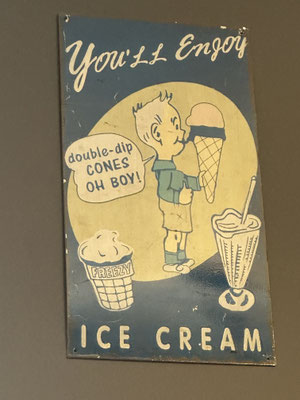 You'LL Enjoy
double-dip
CONES
OH BOY!
FREEZY
ICE CREAM